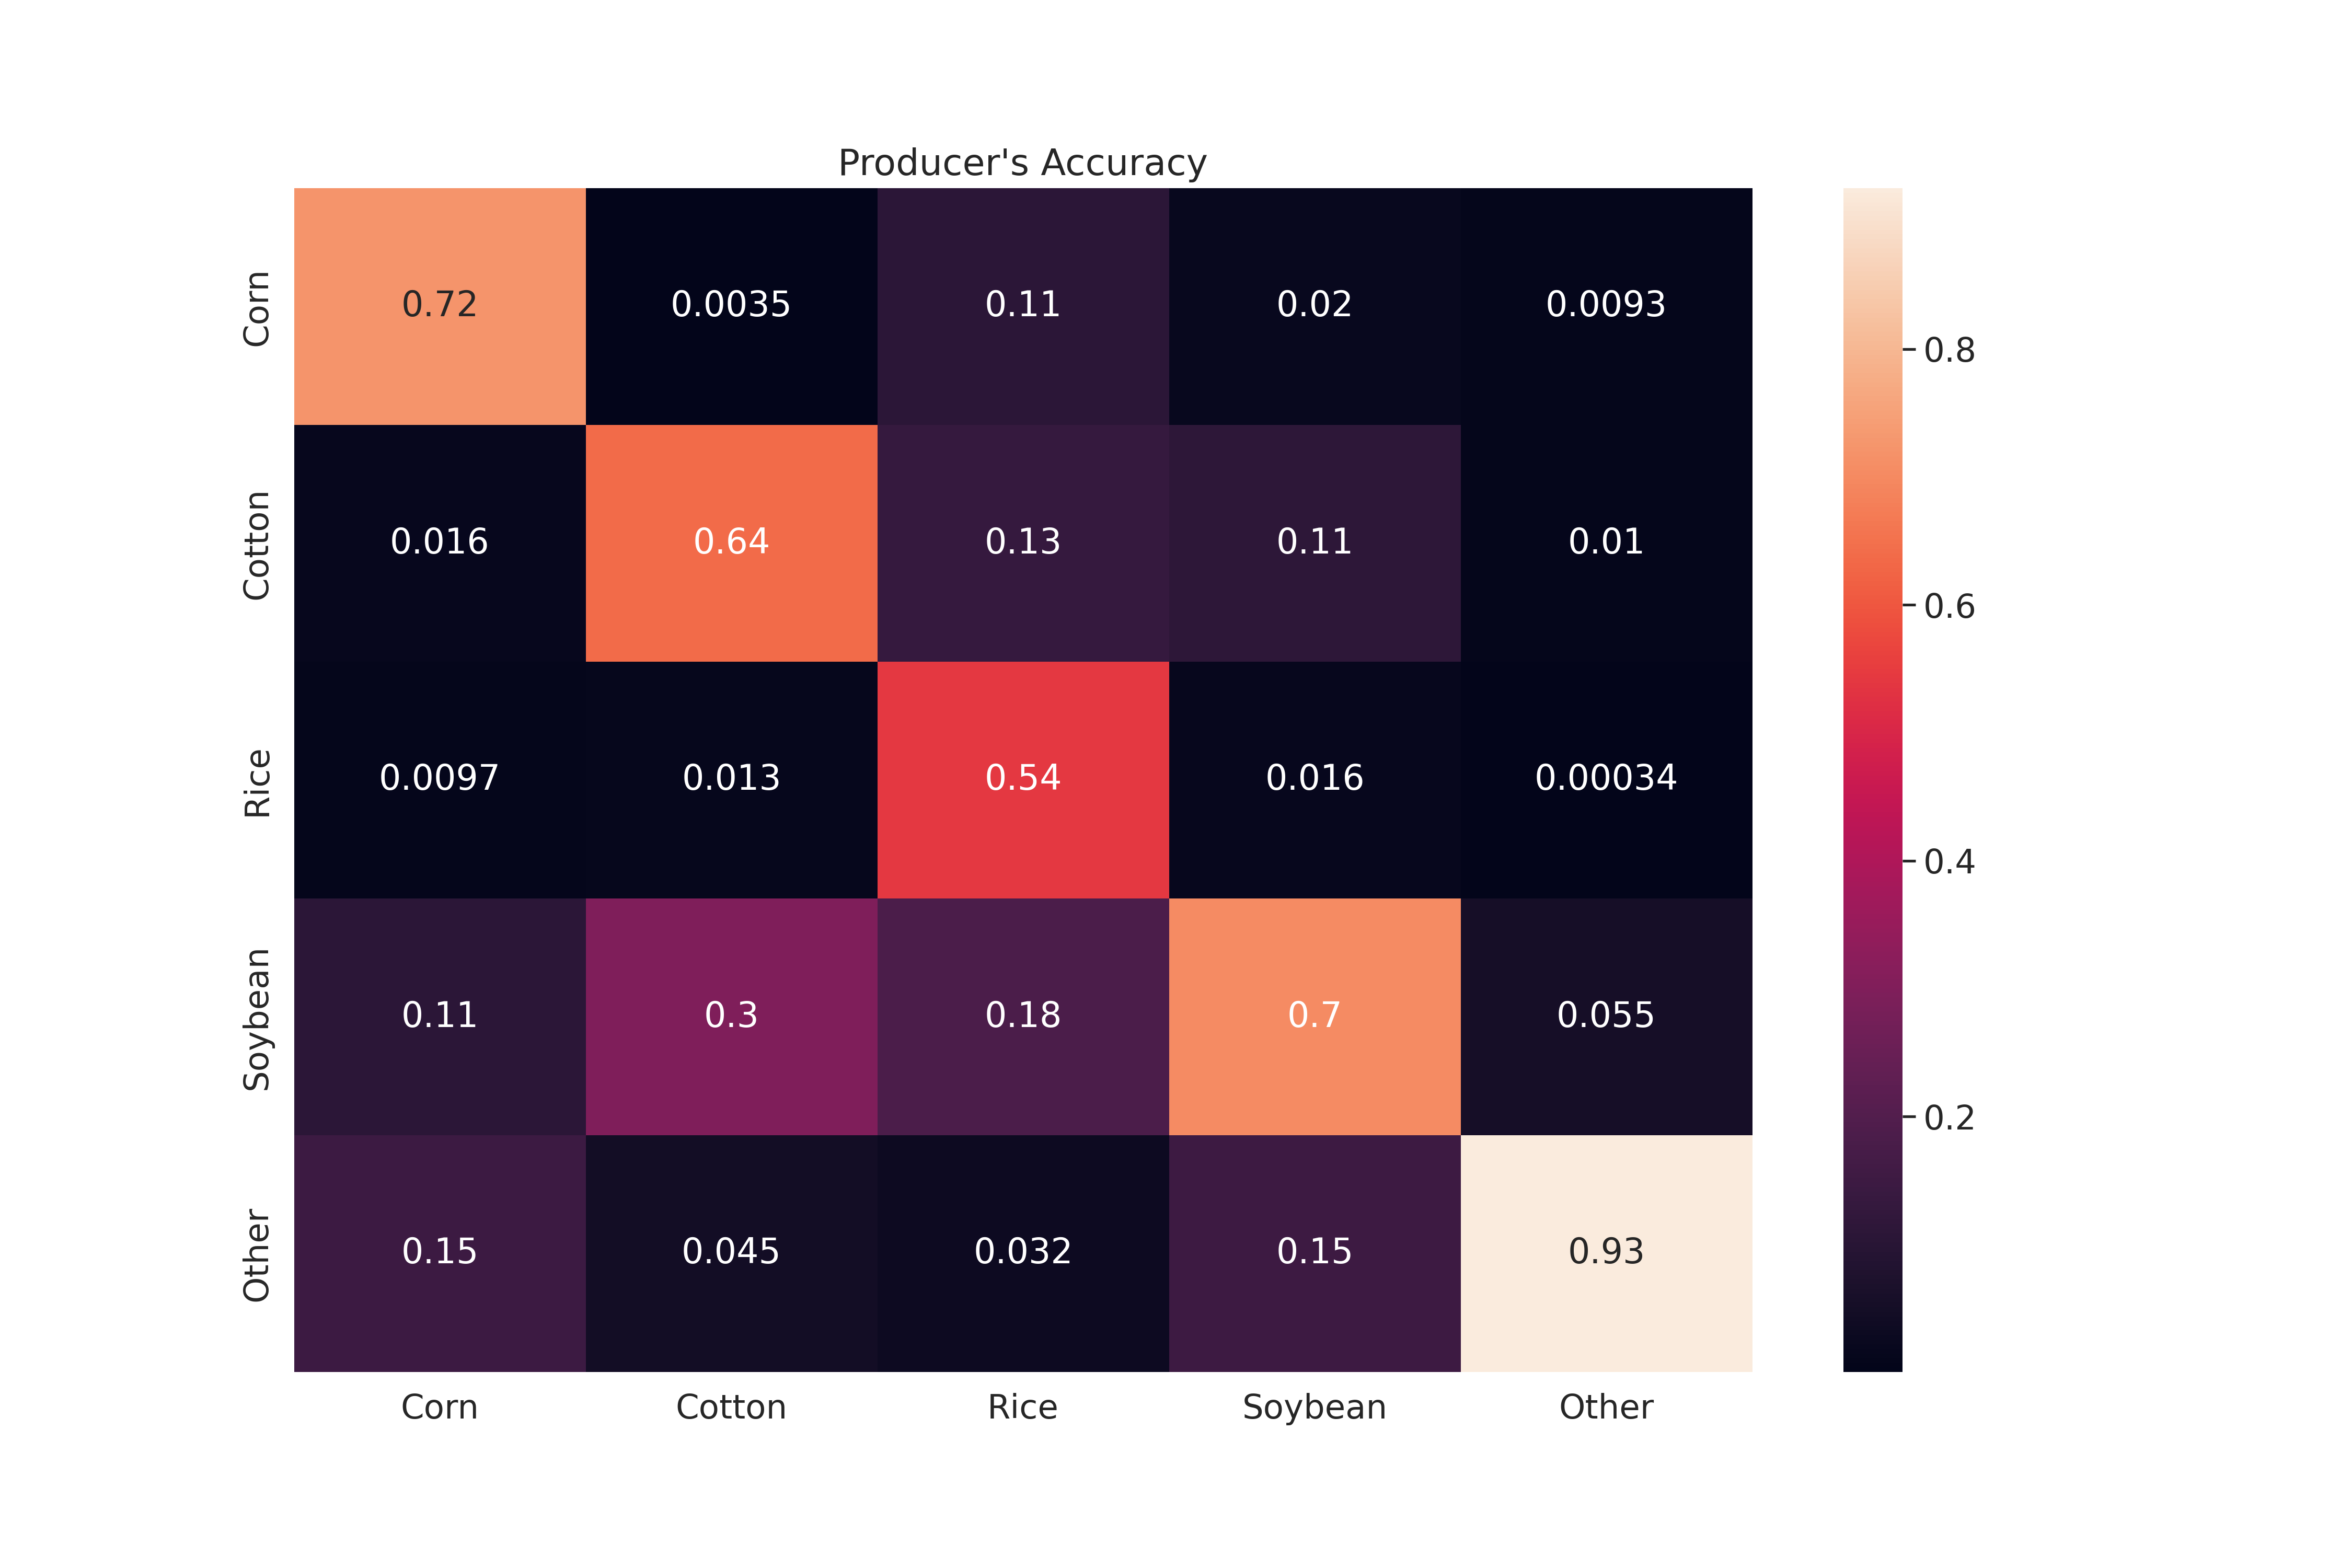 Producer's Accuracy
Corn 0.72 0.0035 0.11 0.02 0.0093
Cotton 0.016 0.64 0.13 0.11 0.01
Rice 0.0097 0.013 0.54 0.016 0.00034
Soybean 0.11 0.3 0.18 0.7 0.055
Other 0.15 0.045 0.032 0.15 0.93
Corn Cotton Rice Soybean Other
0.8
0.6
0.4
0.2